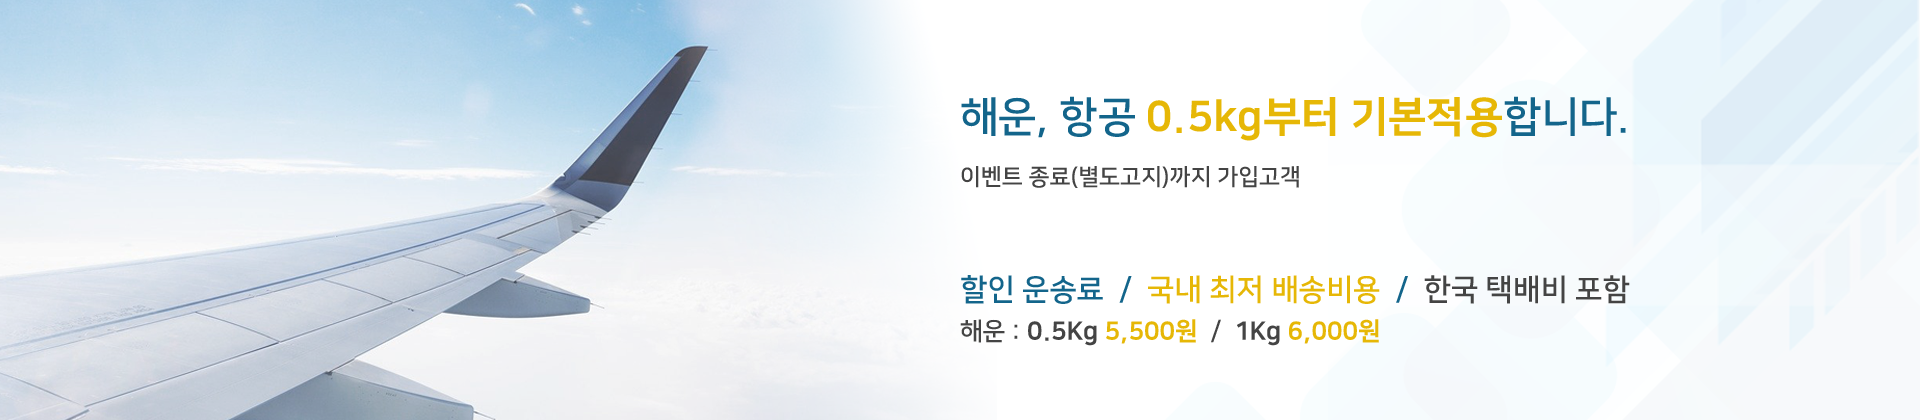 해운, 항공 0.5kg부터 기본적용합니다.
이벤트 종료(별도고지)까지 가입고객
할인 운송료 / 국내 최저 배송비용 / 한국 택배비 포함
해운 : 0.5Kg 5,500원 / 1Kg 6,000원